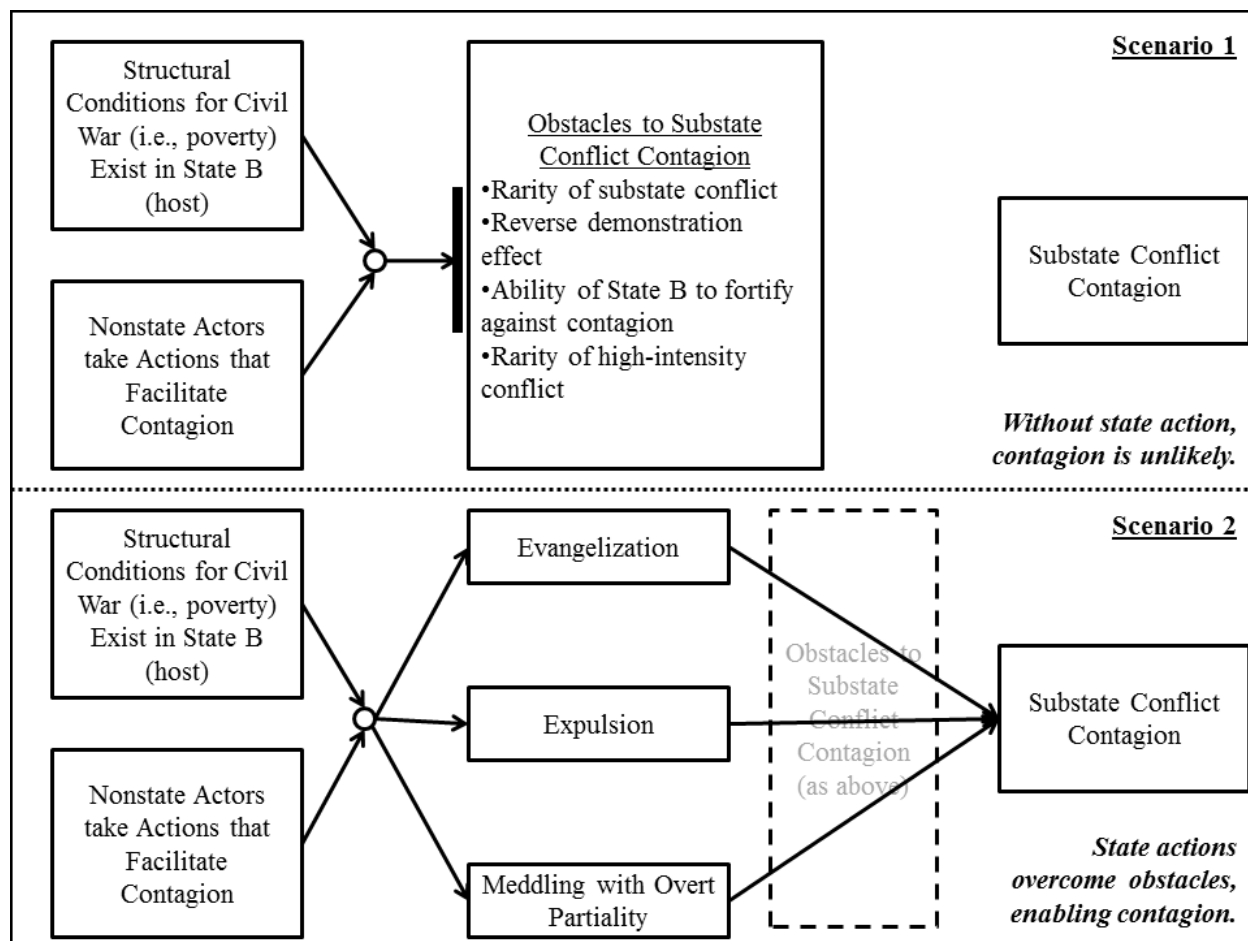 Scenario 1
Structural
Conditions for Civil
War (i.e., poverty)
Exist in State B
(host)
Nonstate Actors
take Actions that
Facilitate
Contagion
Obstacles to Substate
Conflict Contagion
•Rarity of substate conflict
•Reverse demonstration
effect
•Ability of State B to fortify
against contagion
•Rarity of high-intensity
conflict
Substate Conflict
Contagion
Without state action,
contagion is unlikely.
Scenario 2
Structural
Conditions for Civil
War (i.e., poverty)
Exist in State B
(host)
Nonstate Actors
take Actions that
Facilitate
Contagion
Evangelization
Expulsion
Meddling with Overt
Partiality
Obstacles to
Substate
Conflict
Contagion
(as above)
Substate Conflict
Contagion
State actions
overcome obstacles,
enabling contagion.